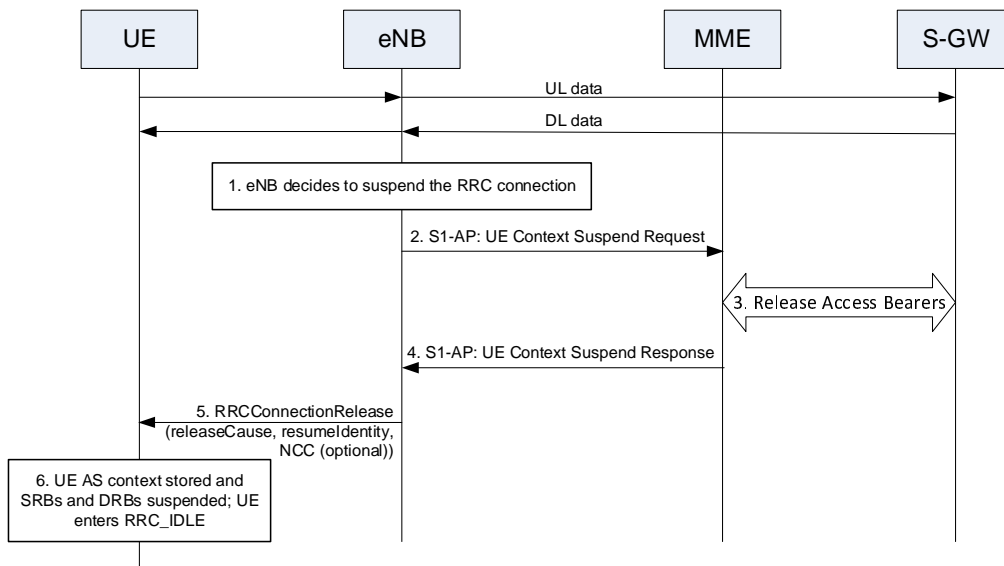 UE
eNB
MME
S-GW
UL data
DL data
1. eNB decides to suspend the RRC connection
2. S1-AP: UE Context Suspend Request
3. Release Access Bearers
4. S1-AP: UE Context Suspend Response
5. RRCConnectionRelease
(releaseCause, resumeIdentity,
NCC (optional))
6. UE AS context stored and
SRBs and DRBs suspended; UE
enters RRC_IDLE